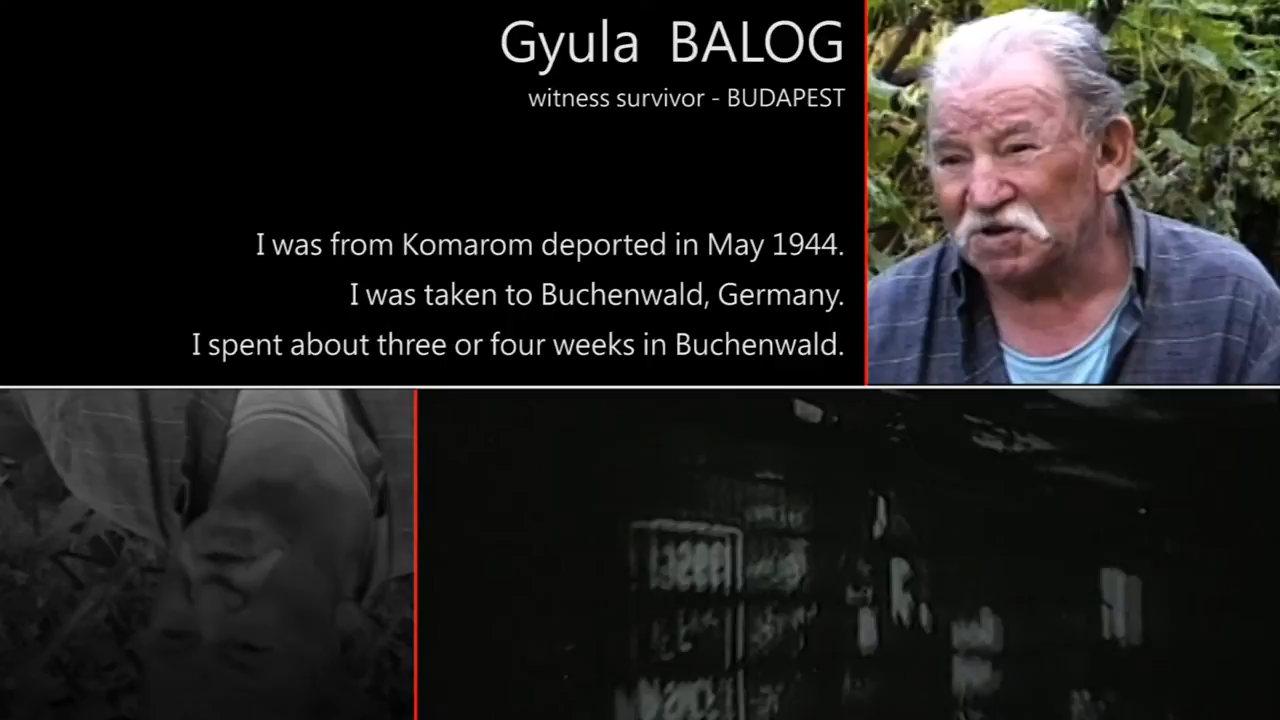 Gyula BALOG
witness survivor - BUDAPEST
I was from Komarom deported in May 1944.
I was taken to Buchenwald, Germany.
I spent about three or four weeks in Buchenwald.